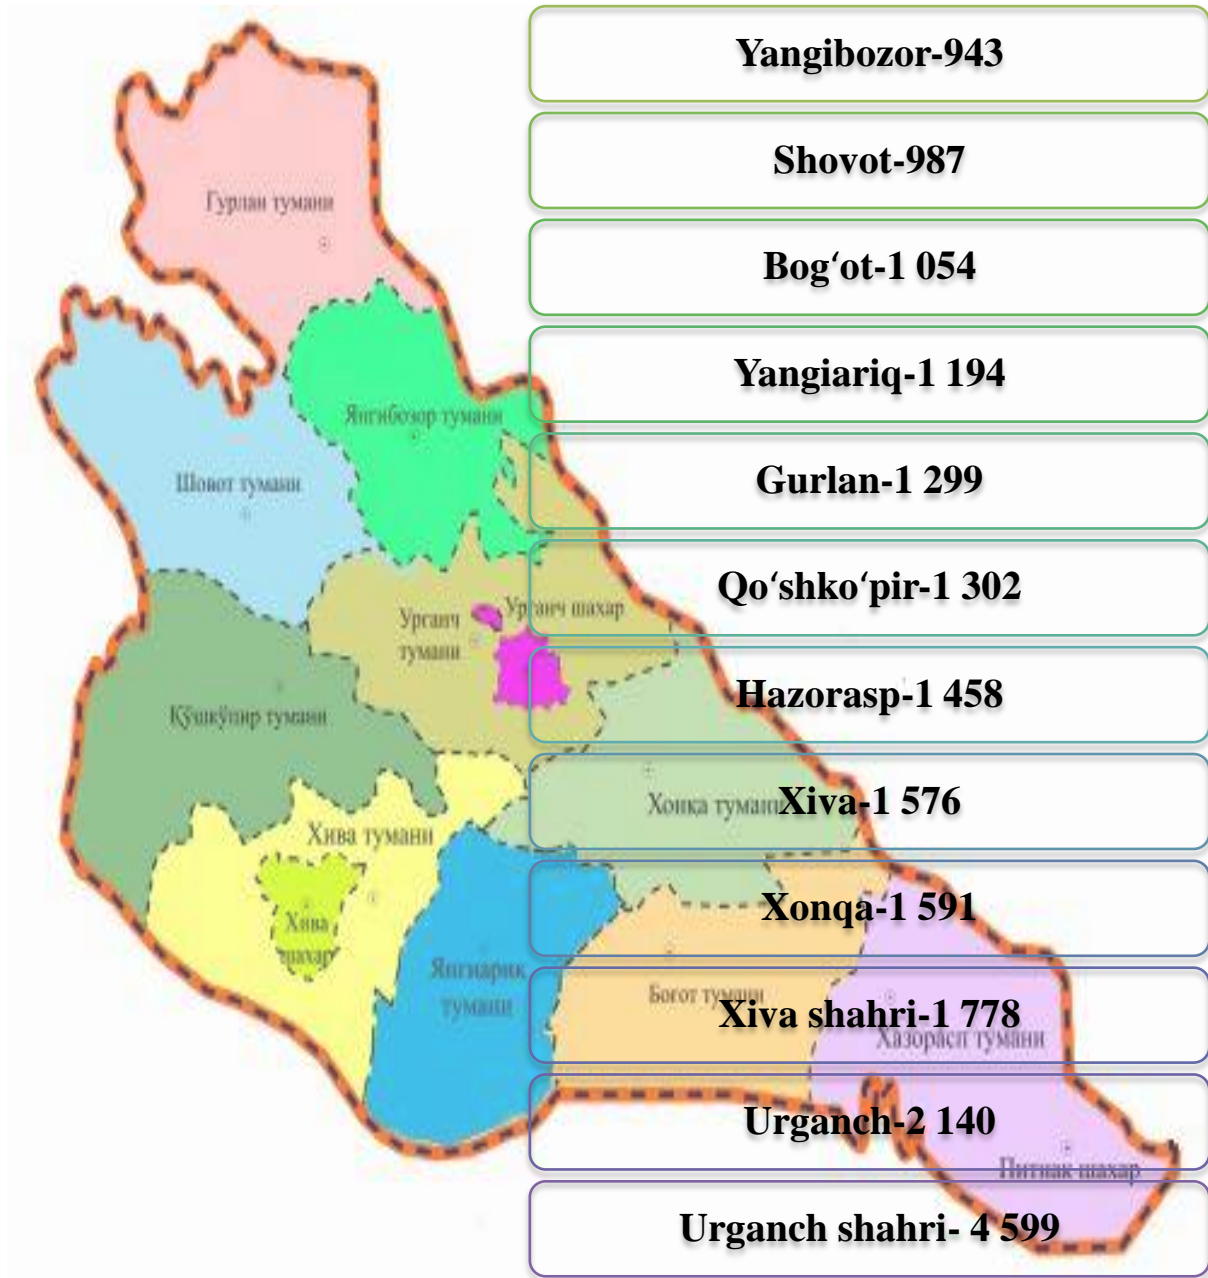 Yangibozor-943
Shovot-987
Bog‘ot-1 054
Yangiariq-1 194
Gurlan-1 299
Qo‘shko‘pir-1 302
Hazorasp-1 458
Xiva-1 576
Xonqa-1 591
Xiva shahri-1 778
Urganch-2 140
Urganch shahri- 4 599
Гурлан тумани
Янгибозор тумани
Шовот тумани
Урганч шахар
Урганч
тумани
Қўшкўпир тумани
Хонка тумани
Хива тумани
Хива
шахар
Янгиарик
тумани
Боғот тумани
Хазорасп тумани
Питнак шахар